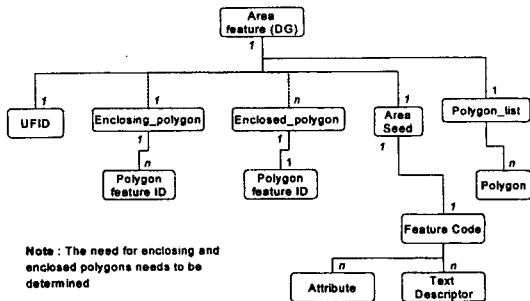 Area
feature (DG)
1
1
1
n
1
1
UFID
Enclosing_polygon
Enclosed_polygon
Area
Seed
Polygon_list
1
1
1
n
n
1
Polygon
feature ID
Polygon
feature ID
Polygon
1
Feature Code
Note : The need for enclosing and
enclosed polygons needs to be
determined
n
n
Attribute
Text
Descriptor